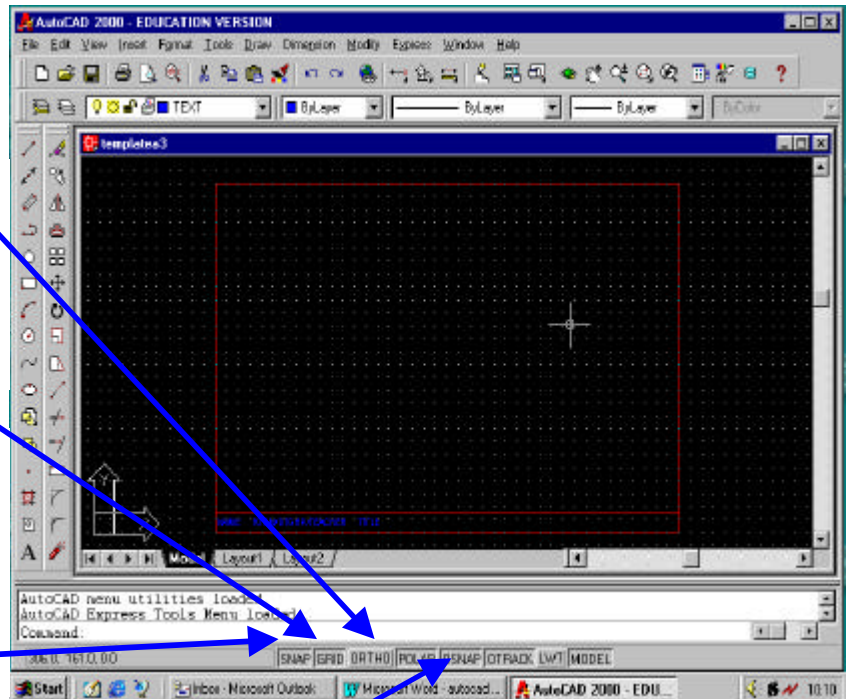 AutoCAD 2000 - EDUCATION VERSION
File Edit View Insert Format Tools Draw Dimension Modify Express Window Help
TEXT ByLayer ByLayer ByLayer ByColor
templatea3
Y
X
A
Model Layout1 Layout2
AutoCAD menu utilities loaded
AutoCAD Express Tools Menu loaded
Command:
SNAP GRID ORTHO POLAR OSNAP OTRACK LWT MODEL
Start Inbox - Microsoft Outlook Microsoft Word - autocad... AutoCAD 2000 - EDU... 10:10